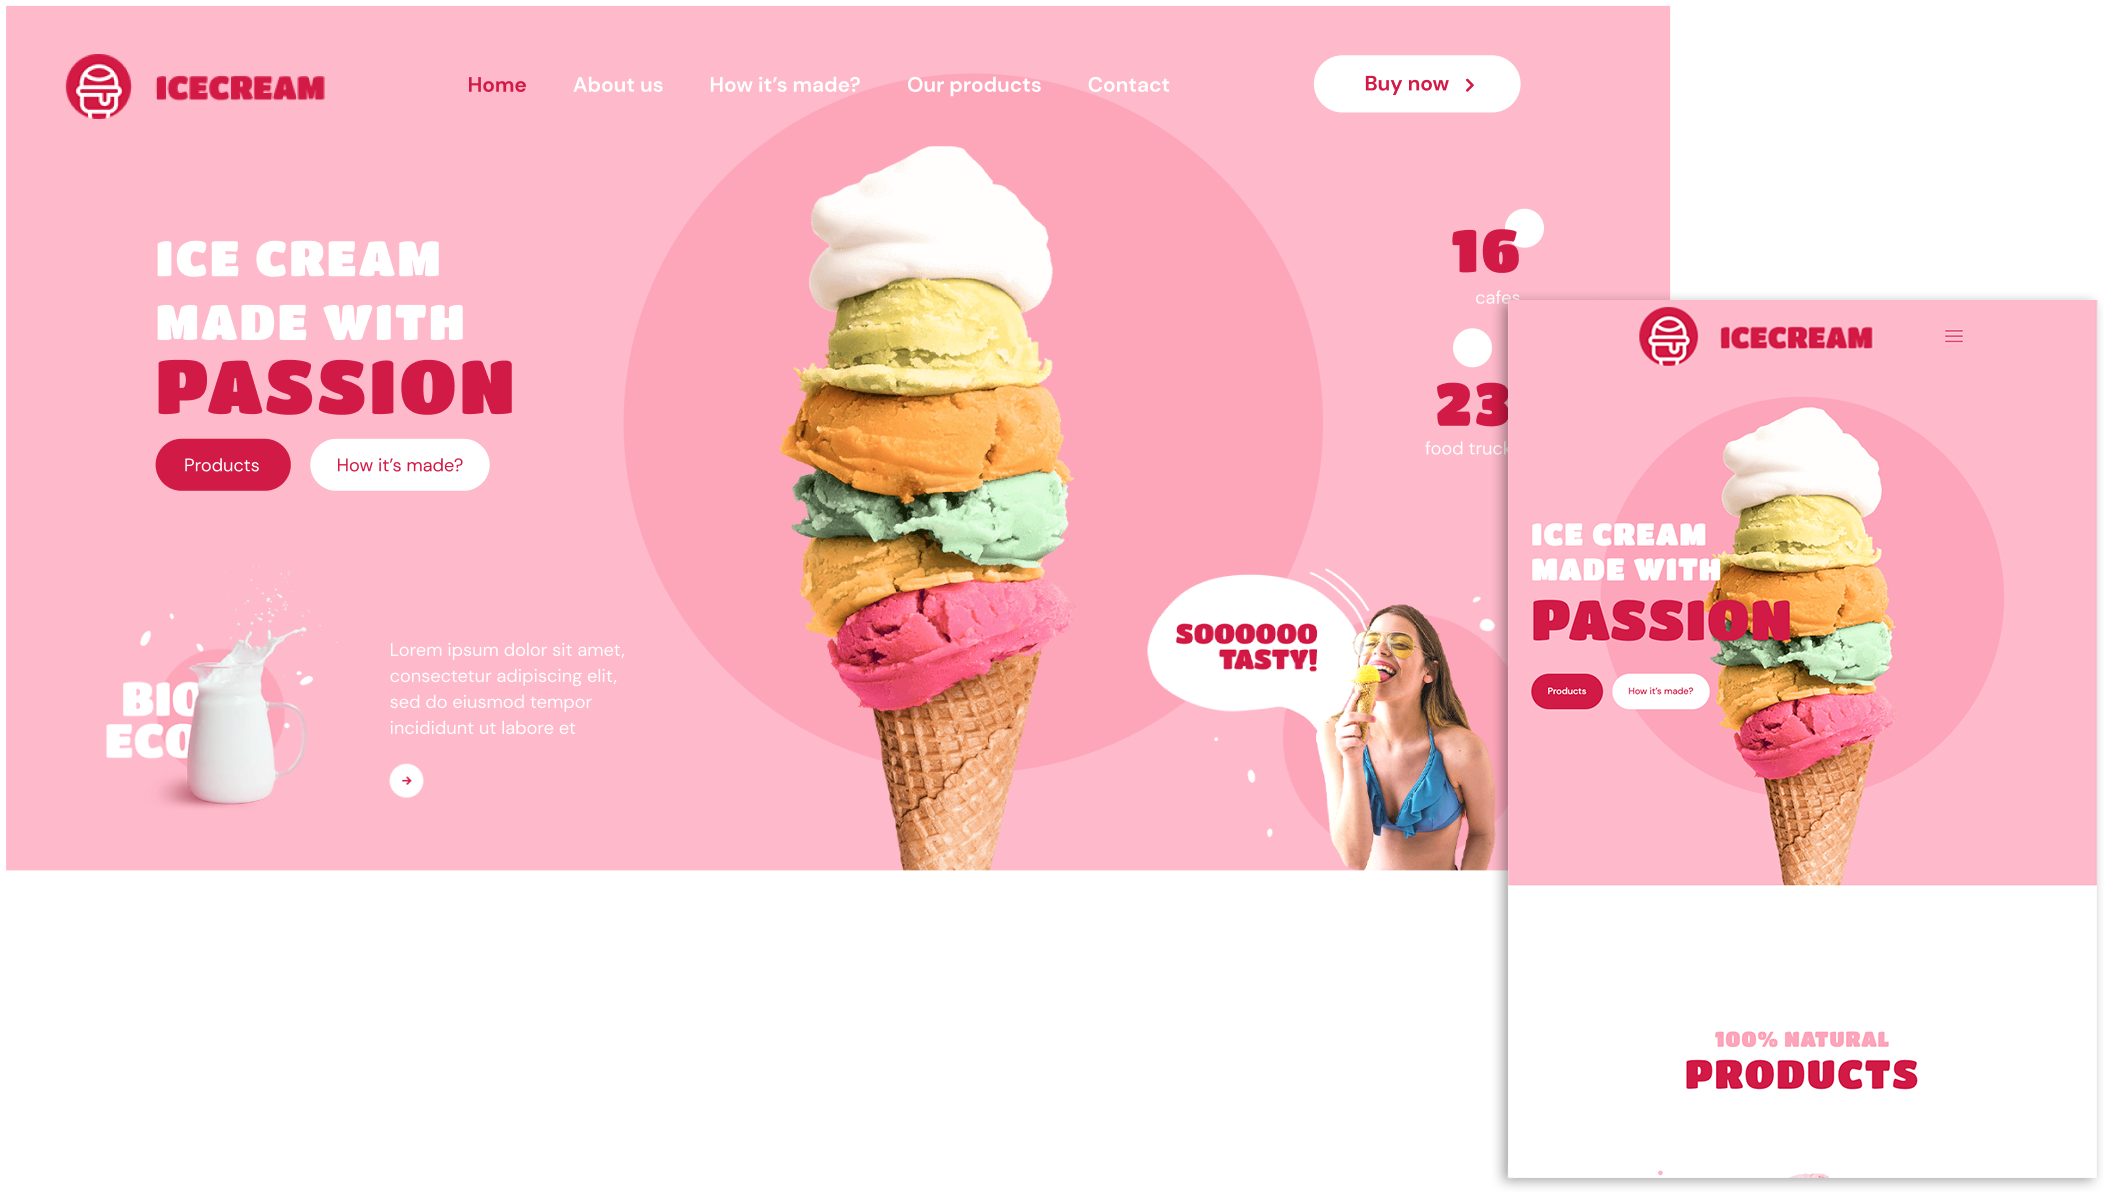 ICECREAM
Home
About us
How it's made?
Our products
Contact
Buy now
ICE CREAM
MADE WITH
PASSION
Products
How it's made?
16
cafes
23
food truck
BIO
ECO
Lorem ipsum dolor sit amet,
consectetur adipiscing elit,
sed do eiusmod tempor
incididunt ut labore et
SOOOOOO
TASTY!
ICECREAM
ICE CREAM
MADE WITH
PASSION
Products
How it's made?
100% NATURAL
PRODUCTS